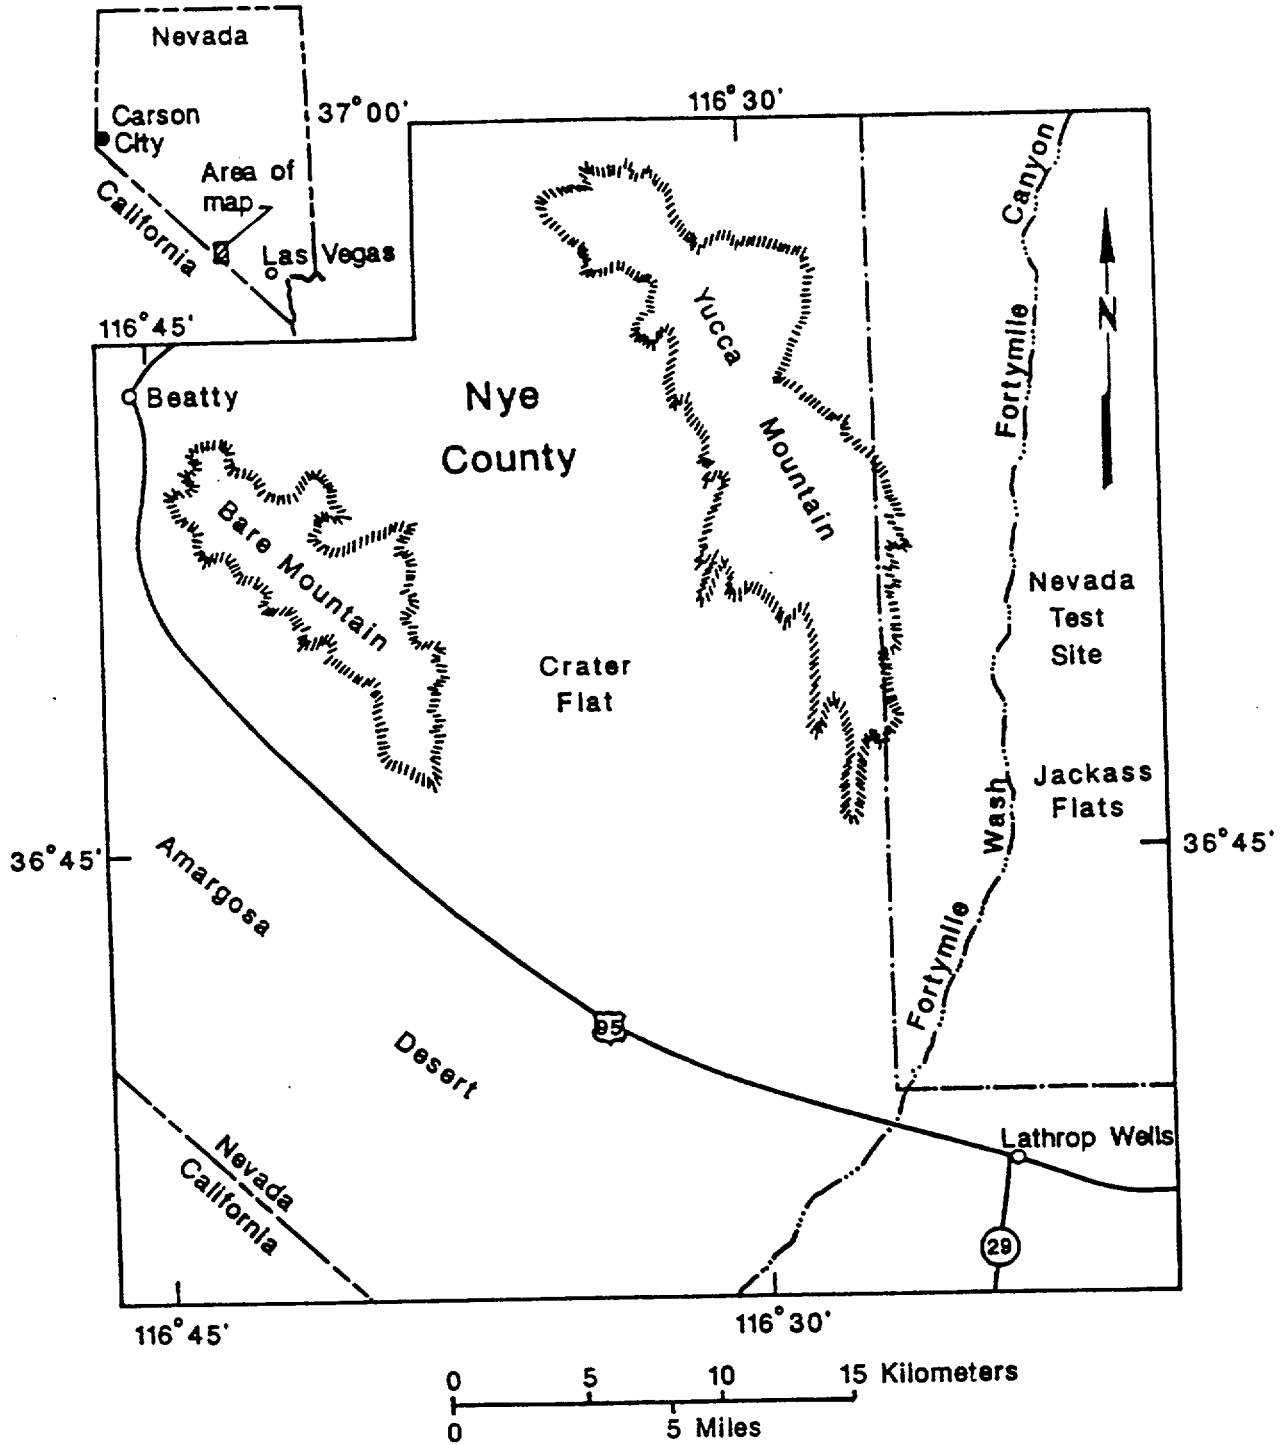 Nevada
Carson
City
Area of
map
California
Las Vegas
37°00'
116°30'
116°45'
Beatty
Nye
County
Yucca
Mountain
Bare Mountain
Crater
Flat
Canyon
Fortymile
N
Nevada
Test
Site
Jackass
Flats
Wash
Fortymile
36°45'
36°45'
Amargosa
Desert
95
Nevada
California
Lathrop Wells
29
116°45'
116°30'
0 5 10 15 Kilometers
0 5 Miles